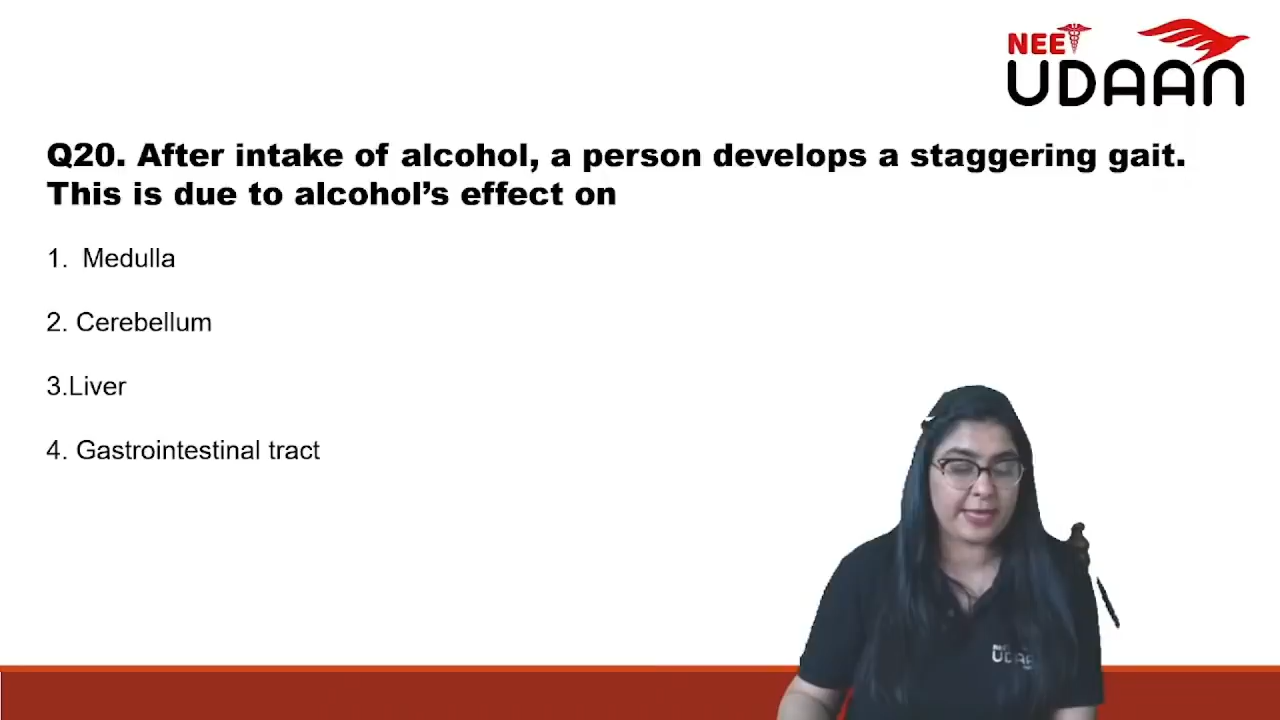 NEET
UDAAN
Q20. After intake of alcohol, a person develops a staggering gait.
This is due to alcohol’s effect on
1. Medulla
2. Cerebellum
3.Liver
4. Gastrointestinal tract
UDAA